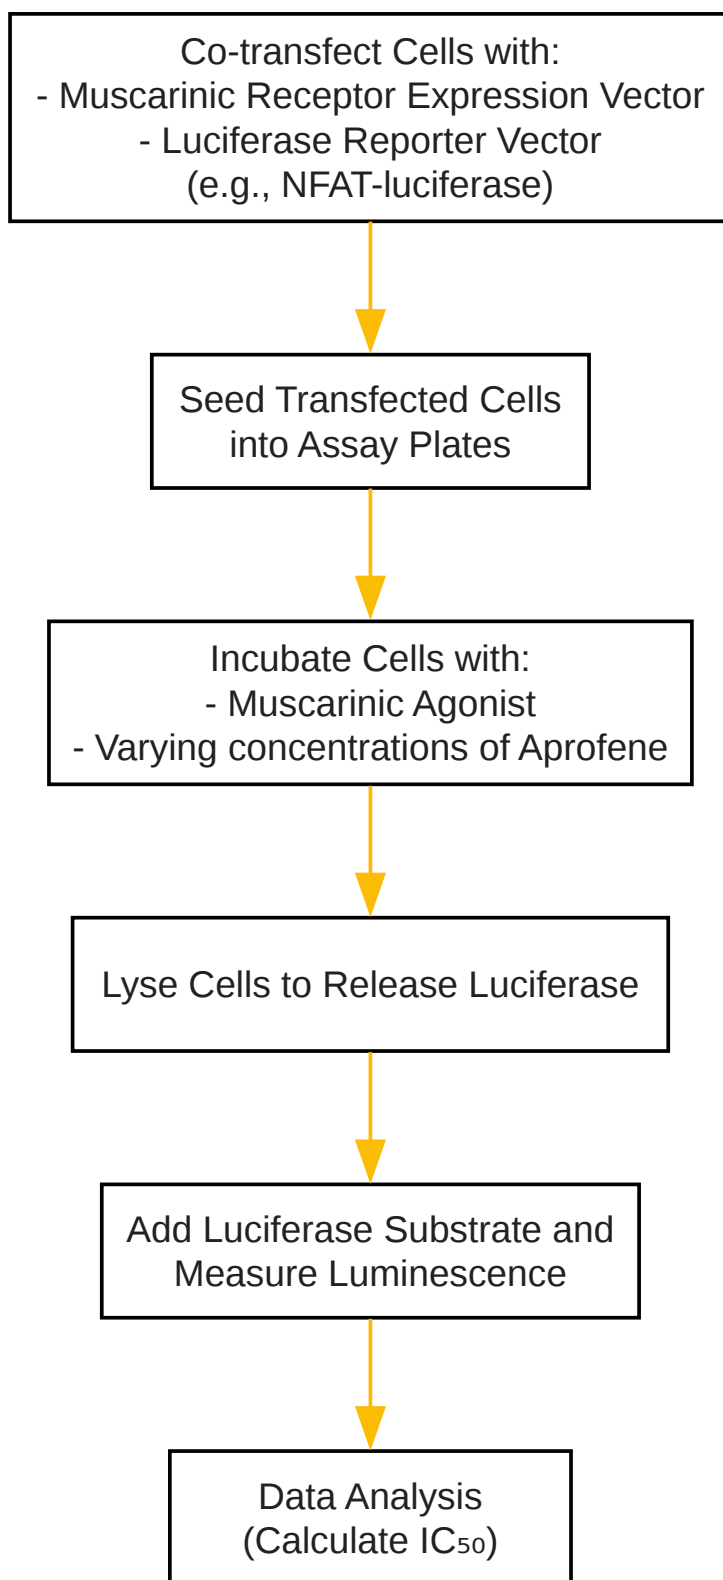 Co-transfect Cells with:
- Muscarinic Receptor Expression Vector
- Luciferase Reporter Vector
(e.g., NFAT-luciferase)
Seed Transfected Cells
into Assay Plates
Incubate Cells with:
- Muscarinic Agonist
- Varying concentrations of Aprofene
Lyse Cells to Release Luciferase
Add Luciferase Substrate and
Measure Luminescence
Data Analysis
(Calculate IC₅₀)